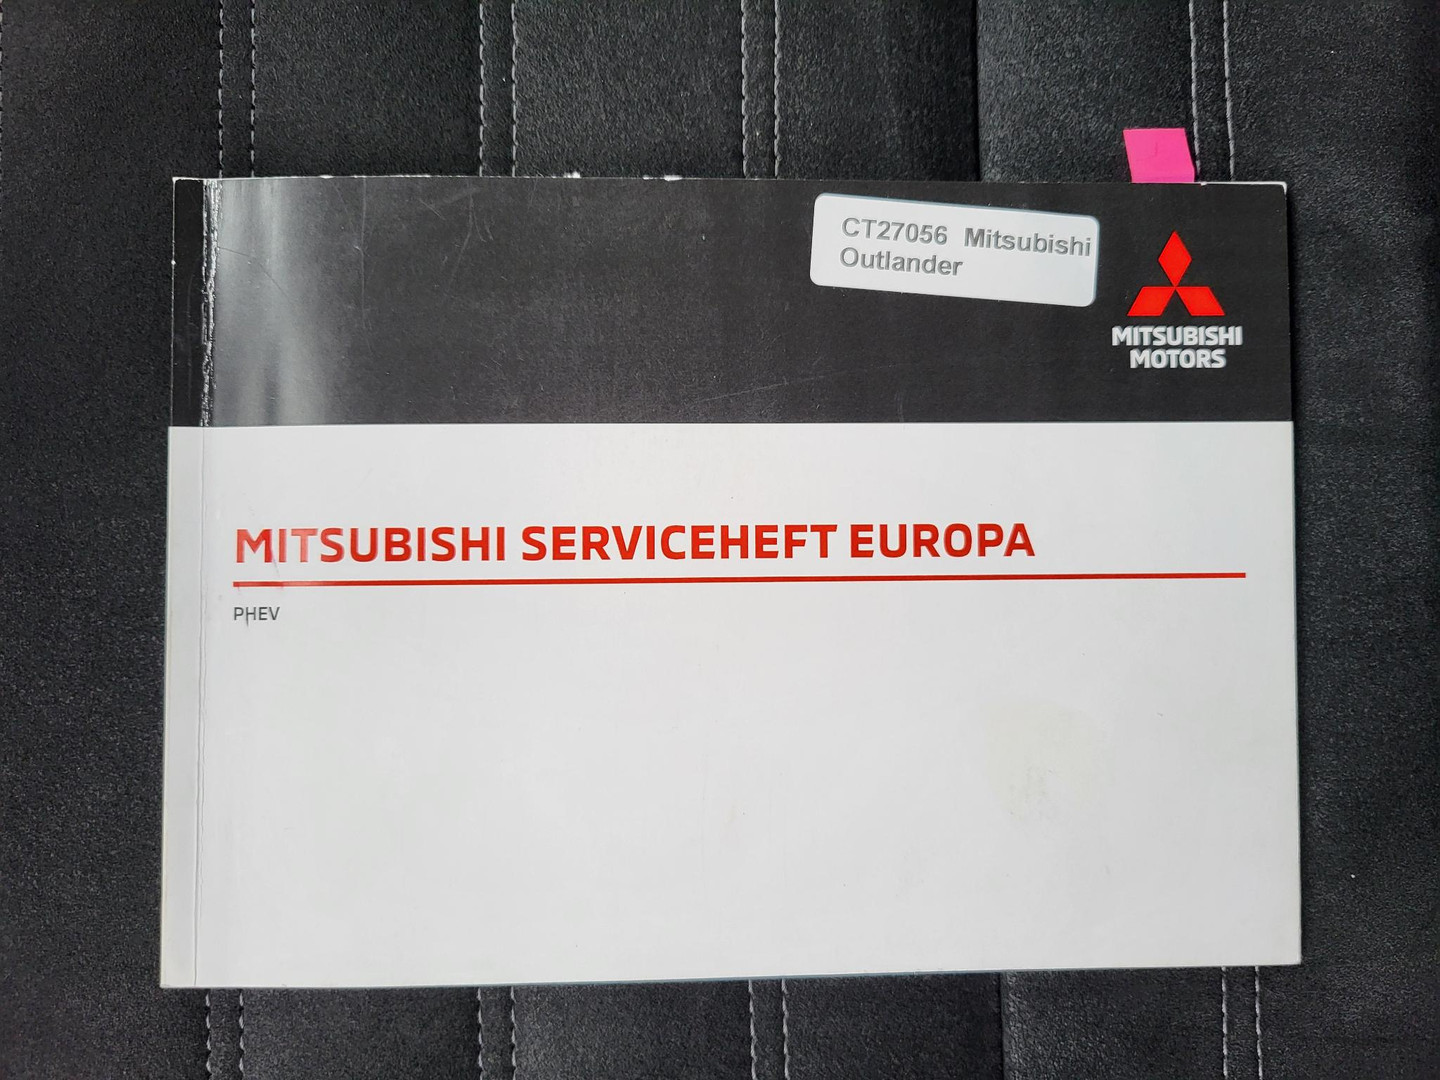 CT27056 Mitsubishi
Outlander
MITSUBISHI
MOTORS
MITSUBISHI SERVICEHEFT EUROPA
PHEV